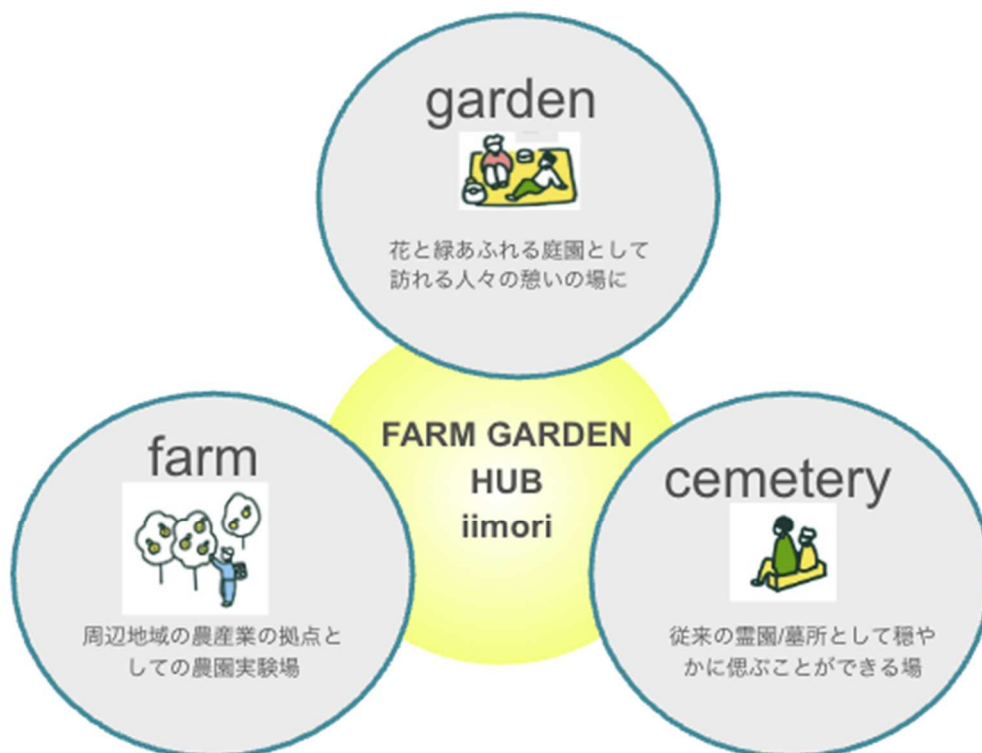 garden
花と緑あふれる庭園として
訪れる人々の憩いの場に
FARM GARDEN
HUB
iimori
farm
周辺地域の農産業の拠点と
しての農園実験場
cemetery
従来の霊園/墓所として穏や
かに偲ぶことができる場